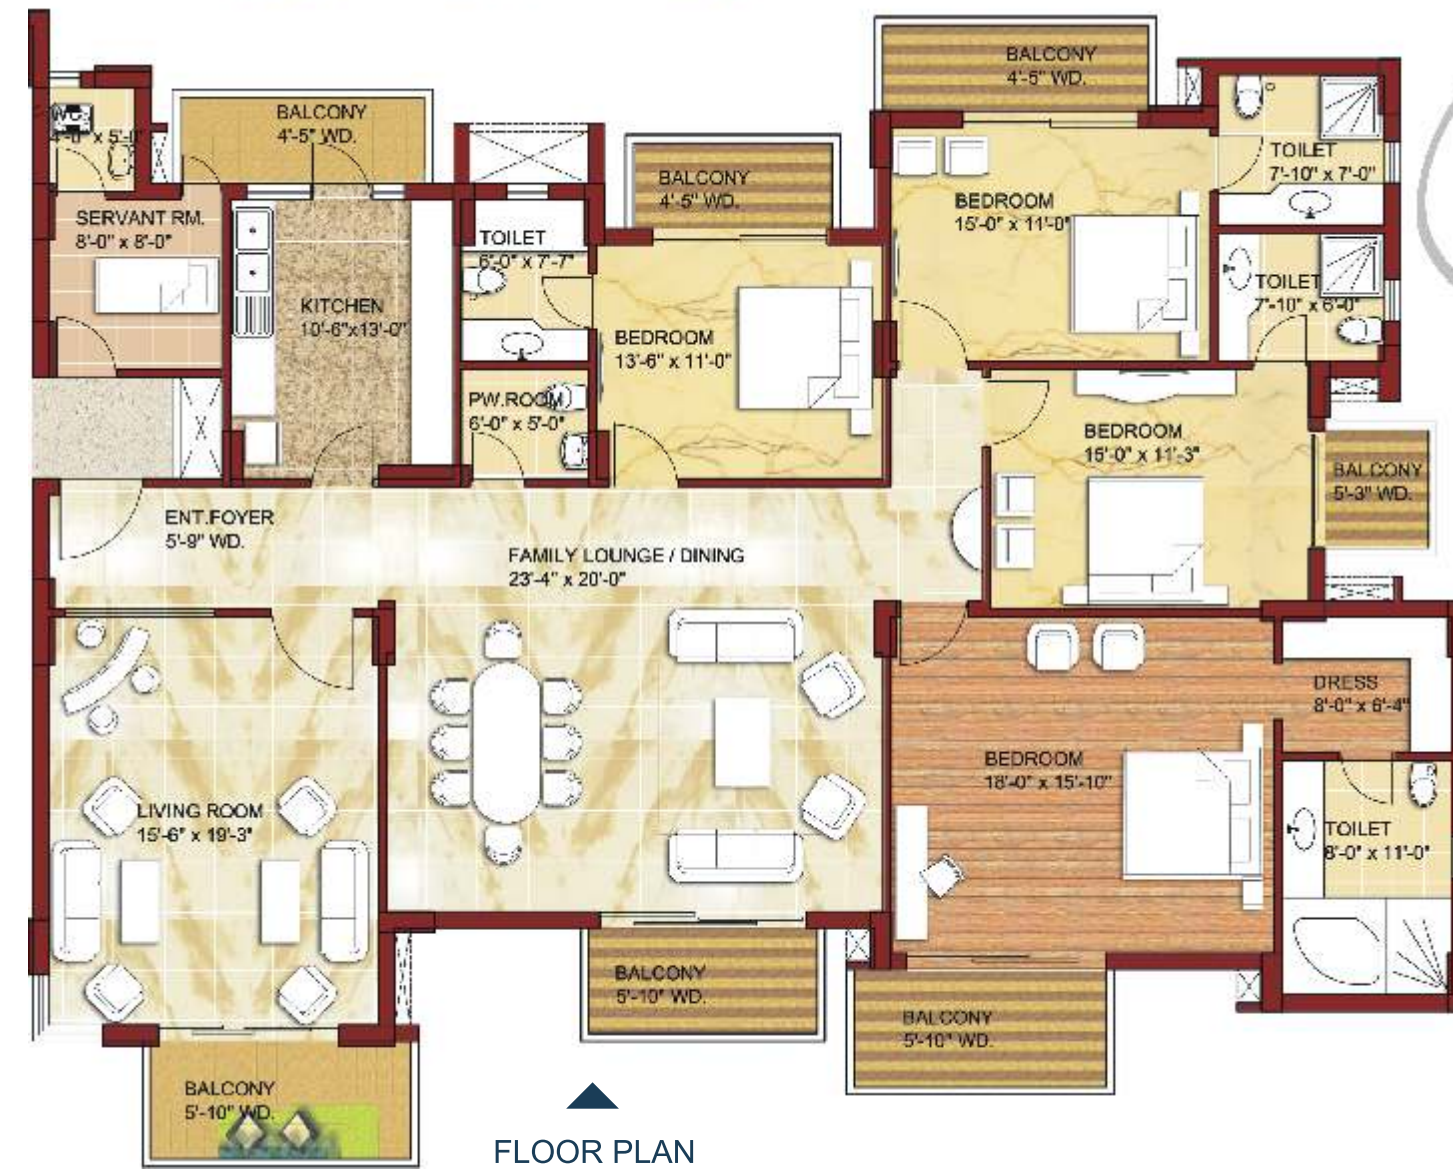 BALCONY
4'-5" WD.
WC
4'-0" x 5'-0"
BALCONY
4'-5" WD.
TOILET
7'-10" x 7'-0"
BALCONY
4'-5" WD.
SERVANT RM.
8'-0" x 8'-0"
BEDROOM
15'-0" x 11'-0"
TOILET
6'-0" x 7'-7"
TOILET
7'-10" x 6'-0"
KITCHEN
10'-6"x13'-0"
BEDROOM
13'-6" x 11'-0"
PW.ROOM
6'-0" x 5'-0"
BEDROOM
15'-0" x 11'-3"
BALCONY
5'-3" WD.
ENT.FOYER
5'-9" WD.
FAMILY LOUNGE / DINING
23'-4" x 20'-0"
DRESS
8'-0" x 6'-4"
BEDROOM
18'-0" x 15'-10"
LIVING ROOM
15'-6" x 19'-3"
TOILET
8'-0" x 11'-0"
BALCONY
5'-10" WD.
BALCONY
5'-10" WD.
BALCONY
5'-10" WD.
FLOOR PLAN